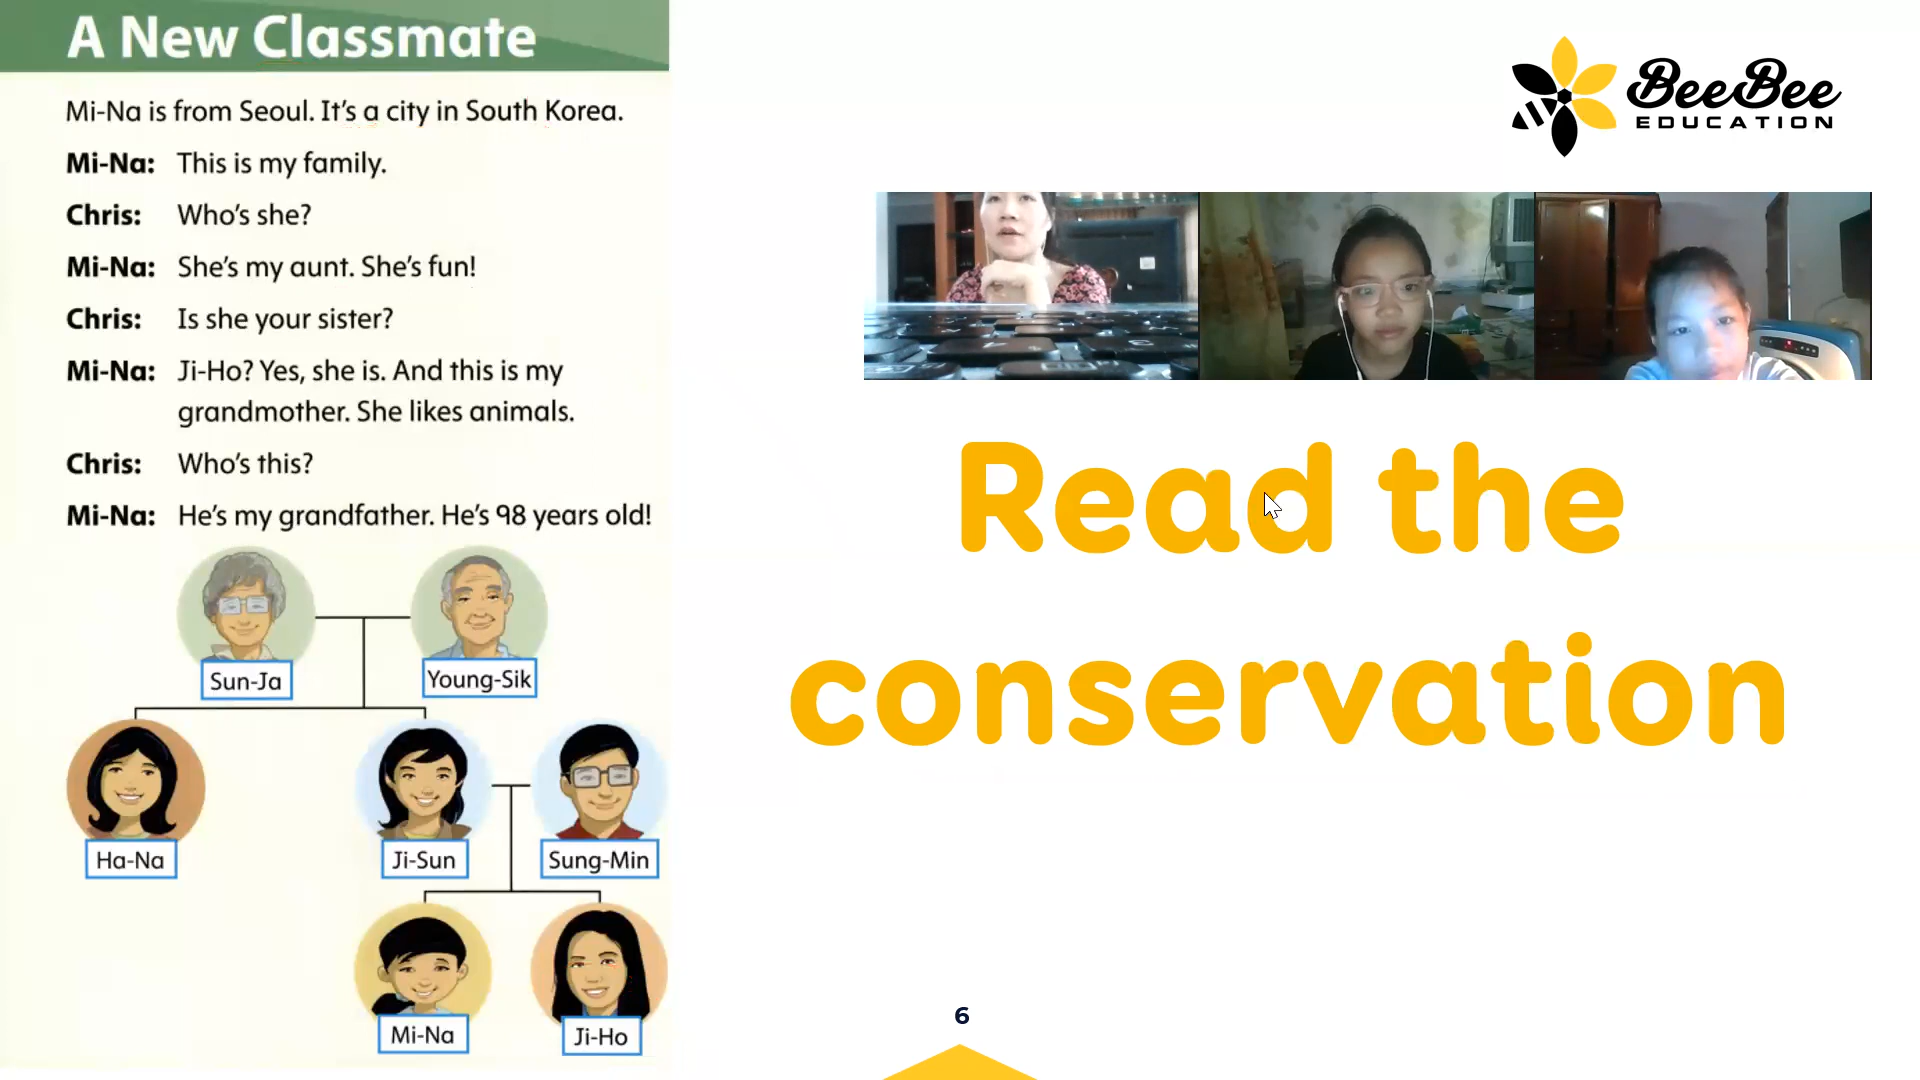 A New Classmate
Mi-Na is from Seoul. It's a city in South Korea.
Mi-Na: This is my family.
Chris: Who's she?
Mi-Na: She's my aunt. She's fun!
Chris: Is she your sister?
Mi-Na: Ji-Ho? Yes, she is. And this is my
grandmother. She likes animals.
Chris: Who's this?
Mi-Na: He's my grandfather. He's 98 years old!
Sun-Ja
Young-Sik
Ha-Na
Ji-Sun
Sung-Min
Mi-Na
Ji-Ho
BeeBee
EDUCATION
Read the
conservation
6